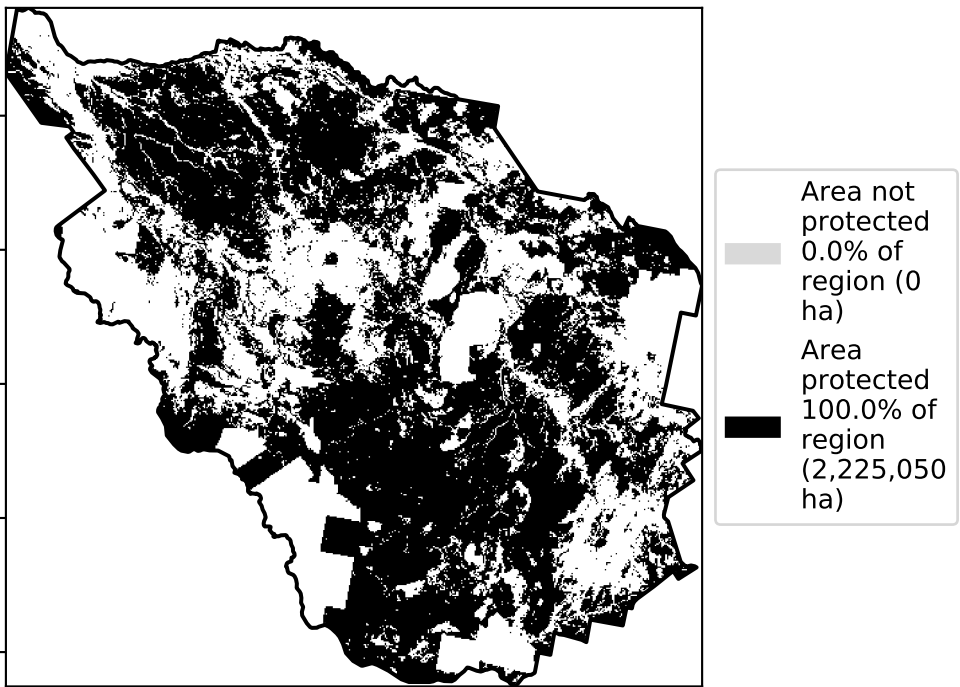 Area not
protected
0.0% of
region (0
ha)
Area
protected
100.0% of
region
(2,225,050
ha)